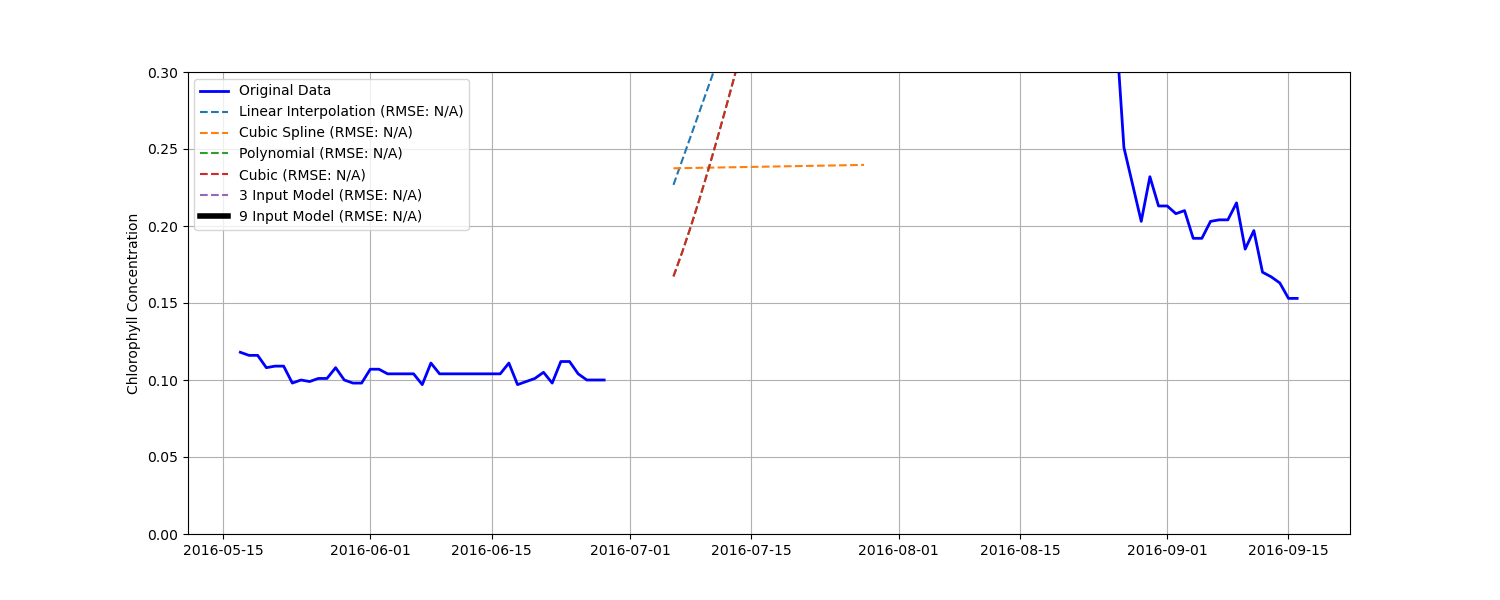 0.30
0.25
0.20
0.15
0.10
0.05
0.00
Chlorophyll Concentration
Original Data
Linear Interpolation (RMSE: N/A)
Cubic Spline (RMSE: N/A)
Polynomial (RMSE: N/A)
Cubic (RMSE: N/A)
3 Input Model (RMSE: N/A)
9 Input Model (RMSE: N/A)
2016-05-15 2016-06-01 2016-06-15 2016-07-01 2016-07-15 2016-08-01 2016-08-15 2016-09-01 2016-09-15